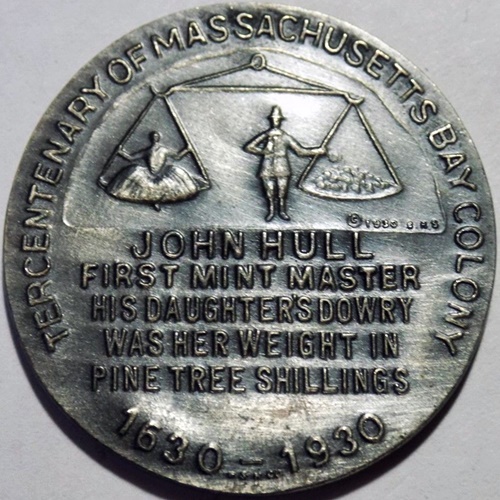 TERCENTENARY OF MASSACHUSETTS BAY COLONY
© 1930 E.H.S
JOHN HULL
FIRST MINT MASTER
HIS DAUGHTER'S DOWRY
WAS HER WEIGHT IN
PINE TREE SHILLINGS
1630 - 1930